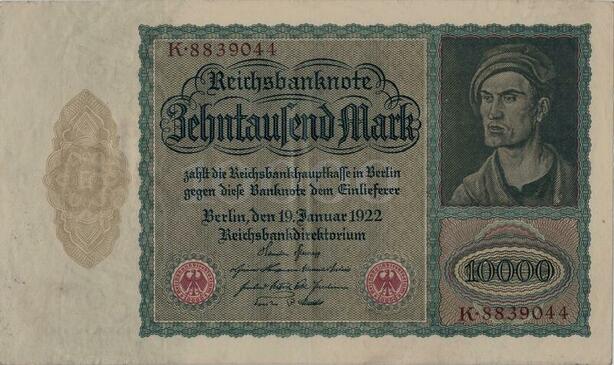 K·8839044
Reichsbanknote
Zehntausend Mark
zahlt die Reichsbankhauptkasse in Berlin
gegen diese Banknote dem Einlieferer
Berlin, den 19. Januar 1922
Reichsbankdirektorium
10000
K·8839044